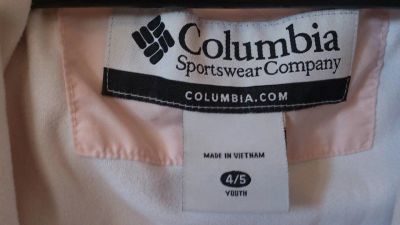 Columbia
Sportswear Company
COLUMBIA.COM
MADE IN VIETNAM
4/5
YOUTH